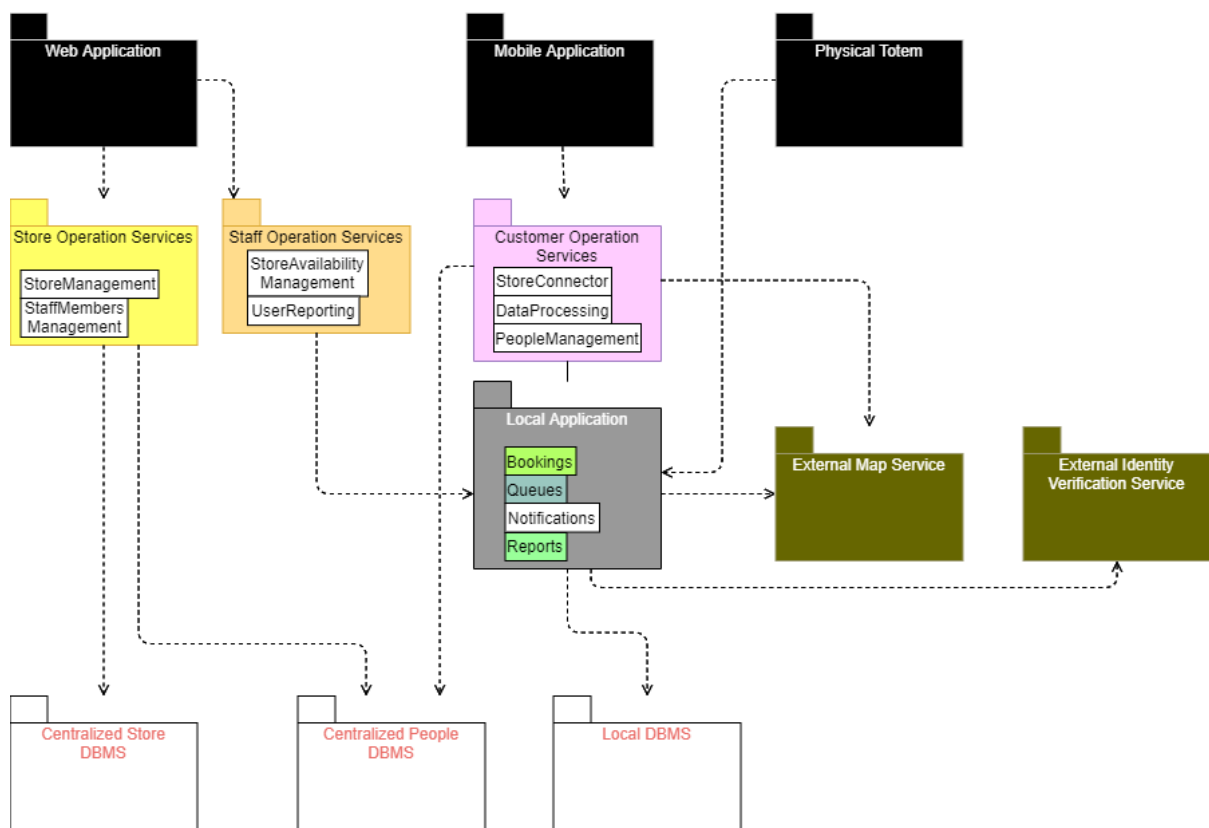 Web Application
Mobile Application
Physical Totem
Store Operation Services
StoreManagement
StaffMembers
Management
Staff Operation Services
StoreAvailability
Management
UserReporting
Customer Operation
Services
StoreConnector
DataProcessing
PeopleManagement
Local Application
Bookings
Queues
Notifications
Reports
External Map Service
External Identity
Verification Service
Centralized Store
DBMS
Centralized People
DBMS
Local DBMS